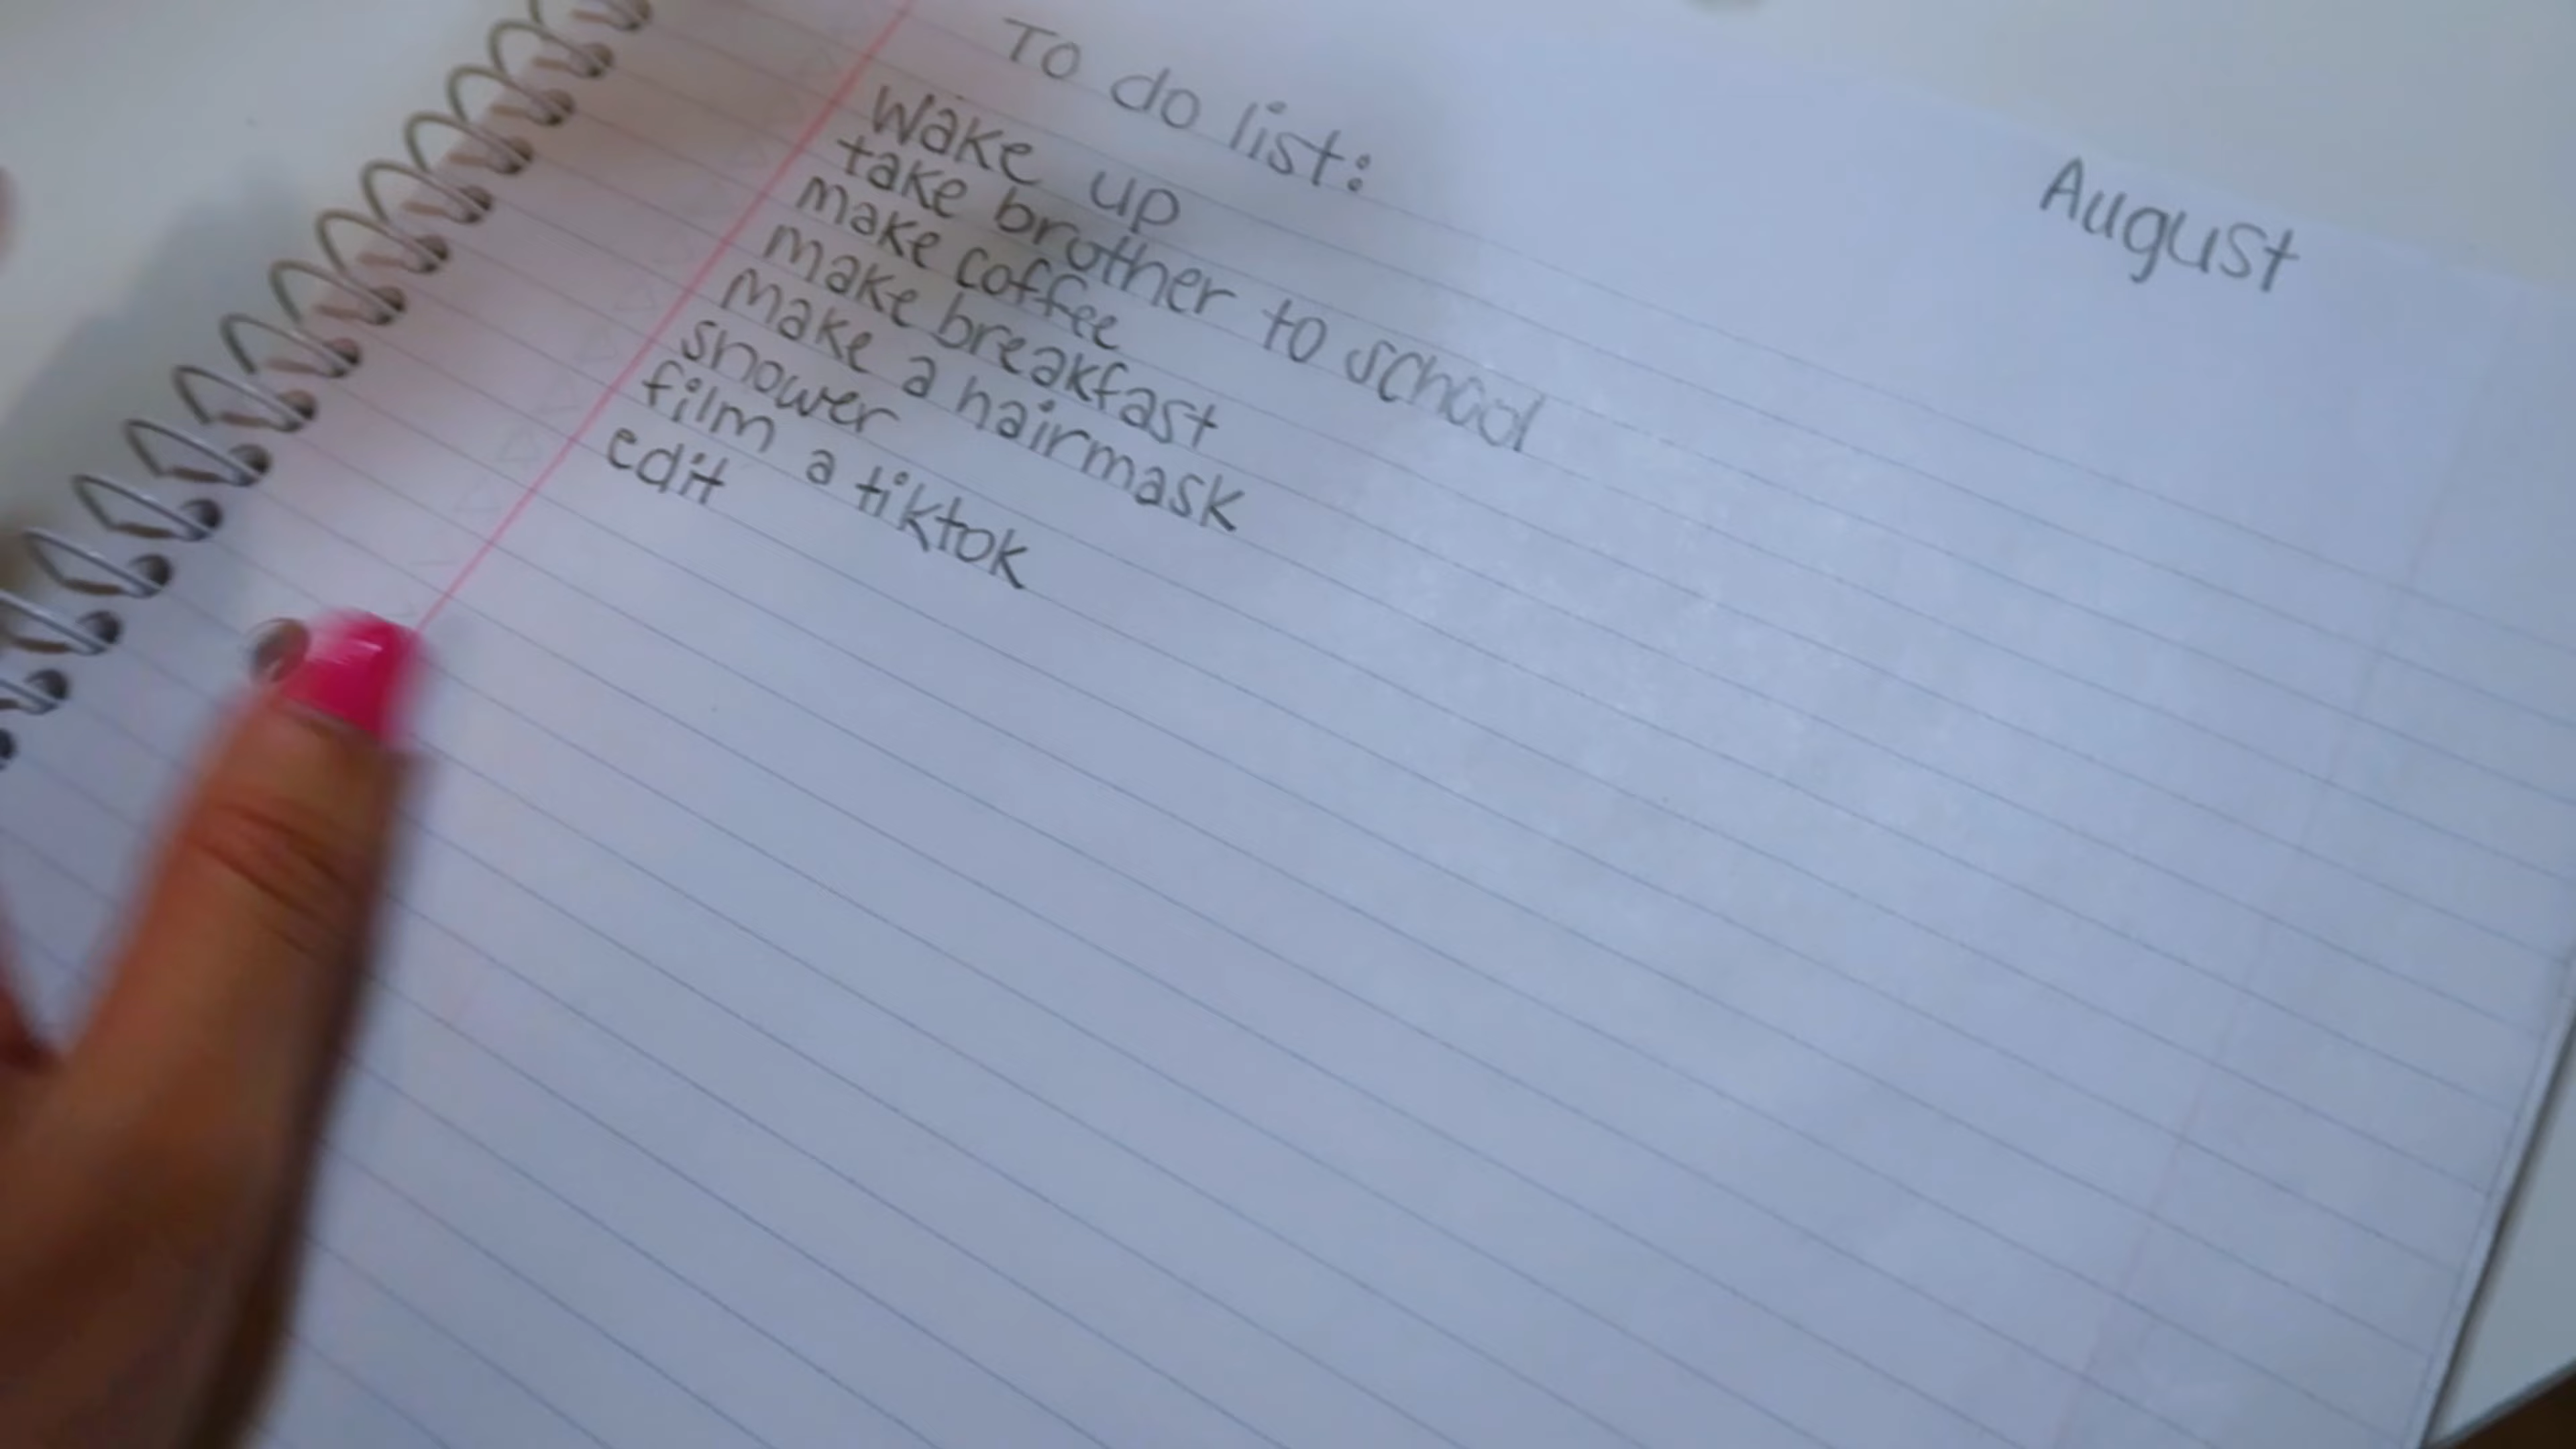 To do list:
August
Wake up
take brother to school
make coffee
make breakfast
make a hairmask
shower
film a tiktok
edit